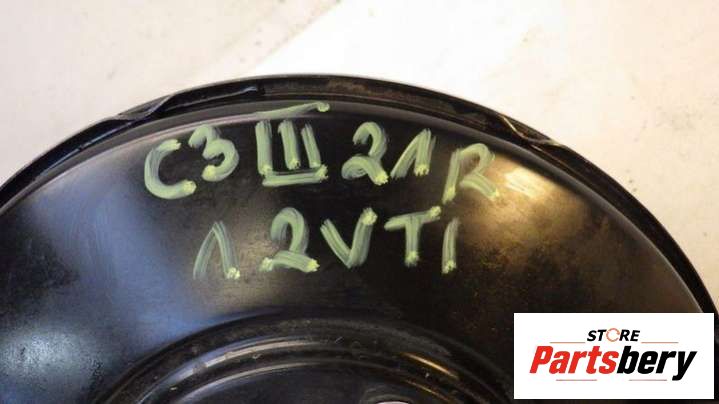 C3 III 21R
1.2VTI
STORE
Partsbery